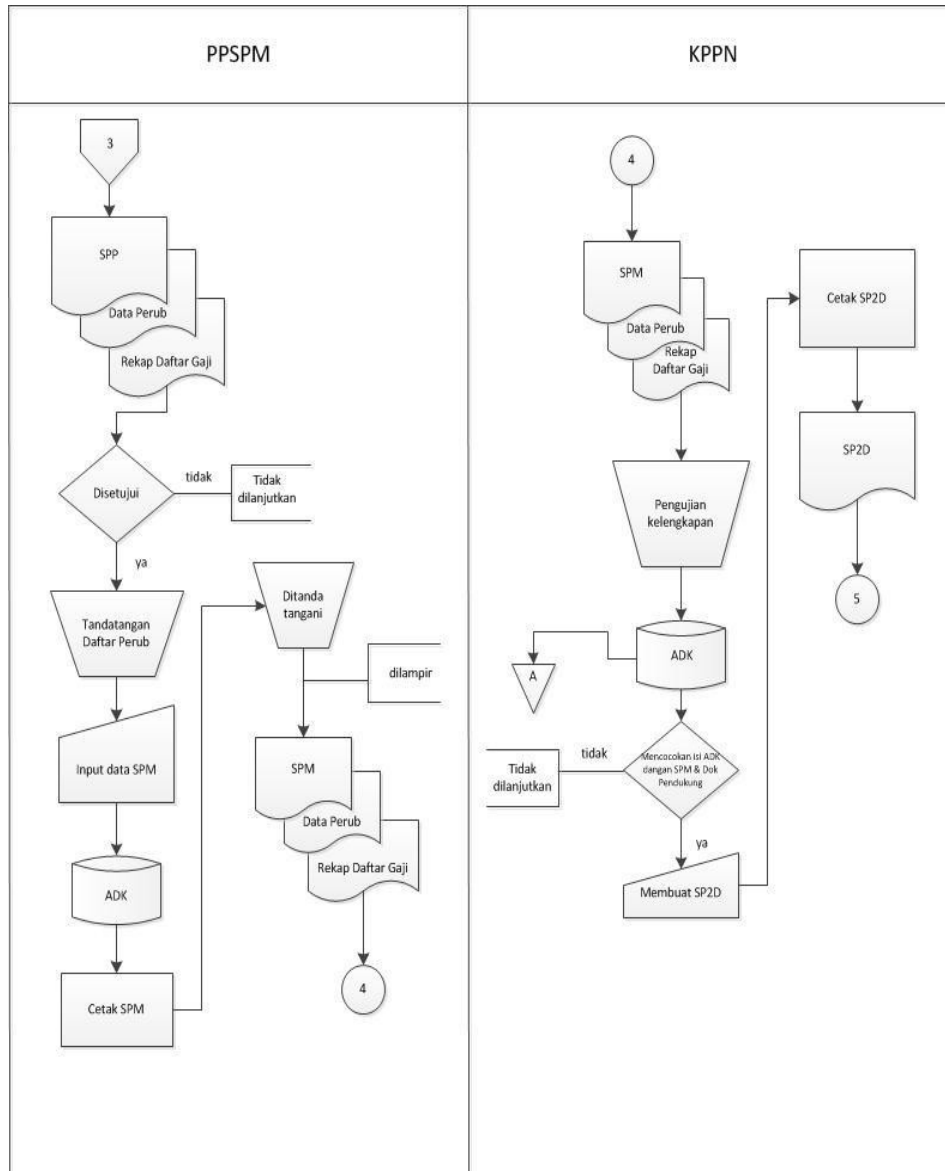 PPSPM
KPPN
3
SPP
Data Perub
Rekap Daftar Gaji
Disetujui
tidak
Tidak
dilanjutkan
ya
Tandatangan
Daftar Perub
Input data SPM
ADK
Cetak SPM
Ditanda
tangani
dilampir
SPM
Data Perub
Rekap Daftar Gaji
4
4
SPM
Data Perub
Rekap
Daftar Gaji
Pengujian
kelengkapan
ADK
A
Mencocokan isi ADK
dangan SPM & Dok
Pendukung
tidak
Tidak
dilanjutkan
ya
Membuat SP2D
Cetak SP2D
SP2D
5